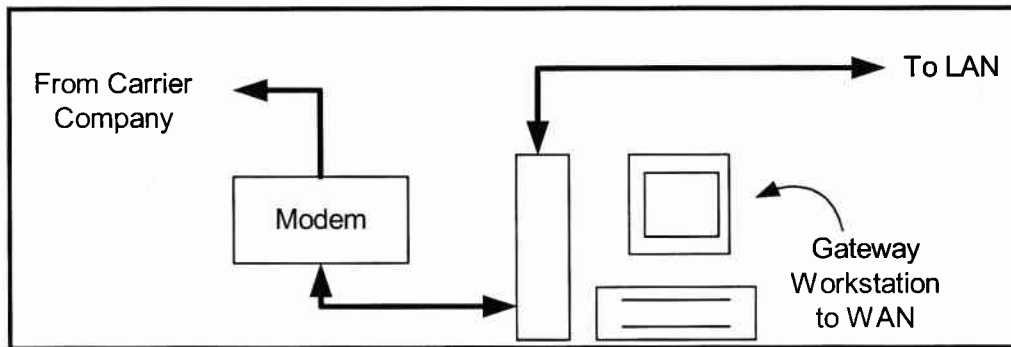 From Carrier
Company
To LAN
Modem
Gateway
Workstation
to WAN